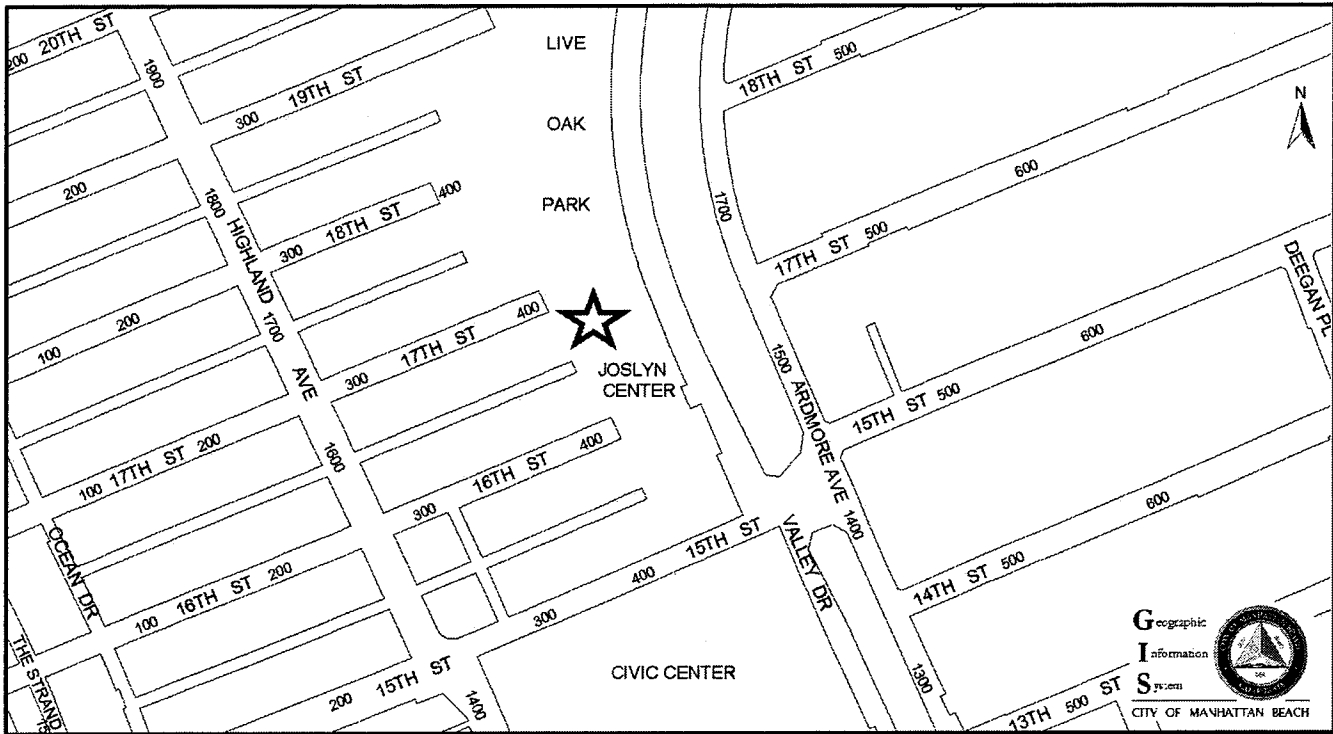 200 20TH ST
1900
LIVE
OAK
PARK
300 19TH ST
18TH ST 500
N
200
1800
HIGHLAND
AVE
300 18TH ST 400
1700
600
17TH ST 500
DEEGAN PL
100 200
1700
300 17TH ST 400
JOSLYN
CENTER
1500
ARDMORE AVE
1400
600
15TH ST 500
100 17TH ST 200
1600
300 16TH ST 400
OCEAN DR
100 16TH ST 200
300 400 15TH ST
VALLEY DR
600
14TH ST 500
THE STRAND
200 15TH ST
1400
CIVIC CENTER
1300
13TH 500 ST
Geographic
Information
System
CITY OF MANHATTAN BEACH